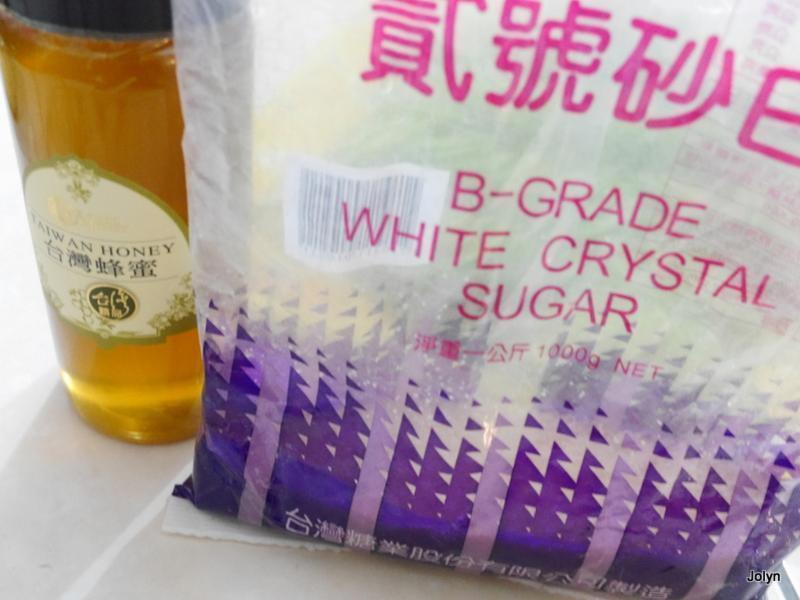 貳號砂白
B-GRADE
WHITE CRYSTAL
SUGAR
淨重一公斤 1000g NET
台灣糖業股份有限公司製造
TAIWAN HONEY
台灣蜂蜜
Jolyn